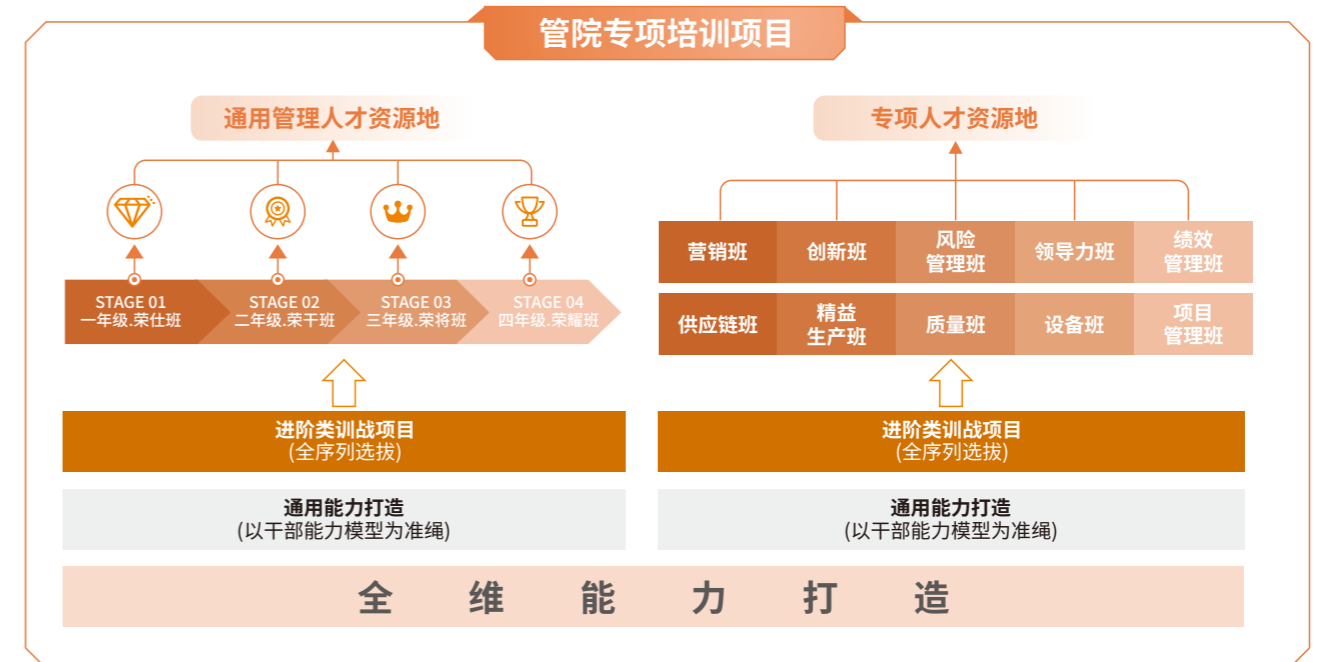 管院专项培训项目
通用管理人才资源地
STAGE 01
一年级.荣仕班
STAGE 02
二年级.荣干班
STAGE 03
三年级.荣将班
STAGE 04
四年级.荣耀班
进阶类训战项目
(全序列选拔)
通用能力打造
(以干部能力模型为准绳)
专项人才资源地
营销班
创新班
风险
管理班
领导力班
绩效
管理班
供应链班
精益
生产班
质量班
设备班
项目
管理班
进阶类训战项目
(全序列选拔)
通用能力打造
(以干部能力模型为准绳)
全维能力打造